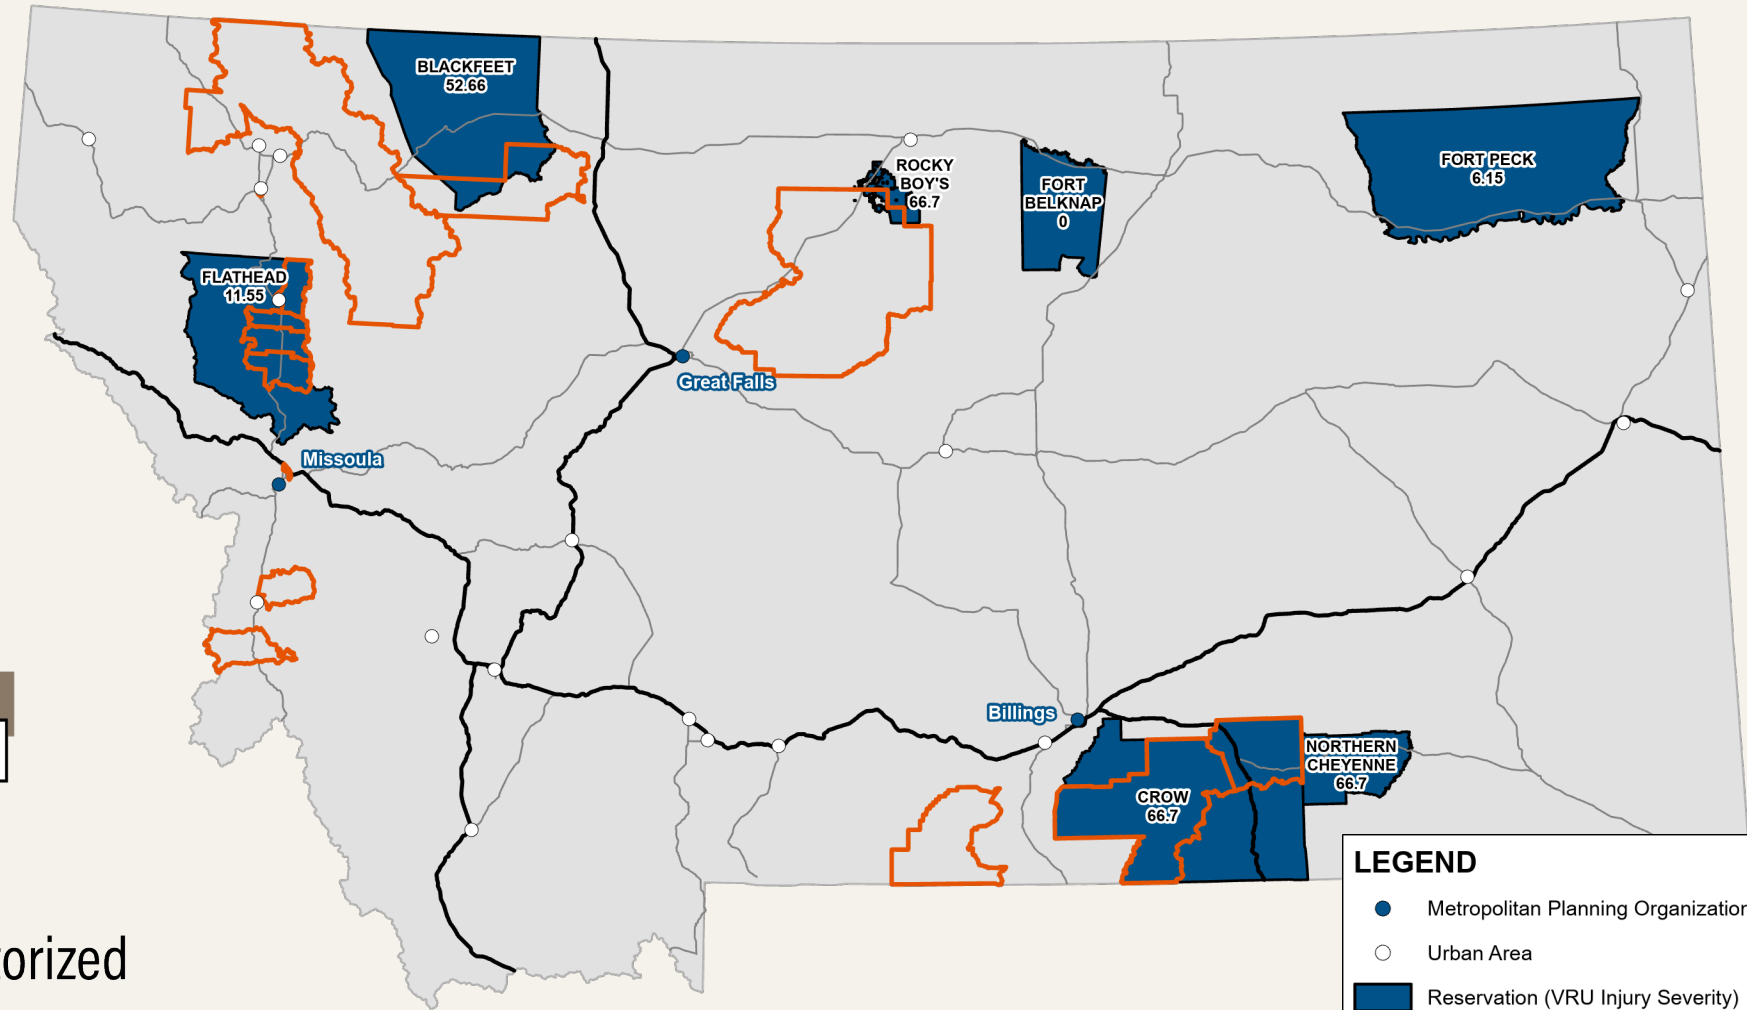 BLACKFEET
52.66
ROCKY
BOY'S
66.7
FORT
BELKNAP
0
FORT PECK
6.15
FLATHEAD
11.55
Great Falls
Missoula
Billings
NORTHERN
CHEYENNE
66.7
CROW
66.7
LEGEND
Metropolitan Planning Organization
Urban Area
Reservation (VRU Injury Severity)
torized